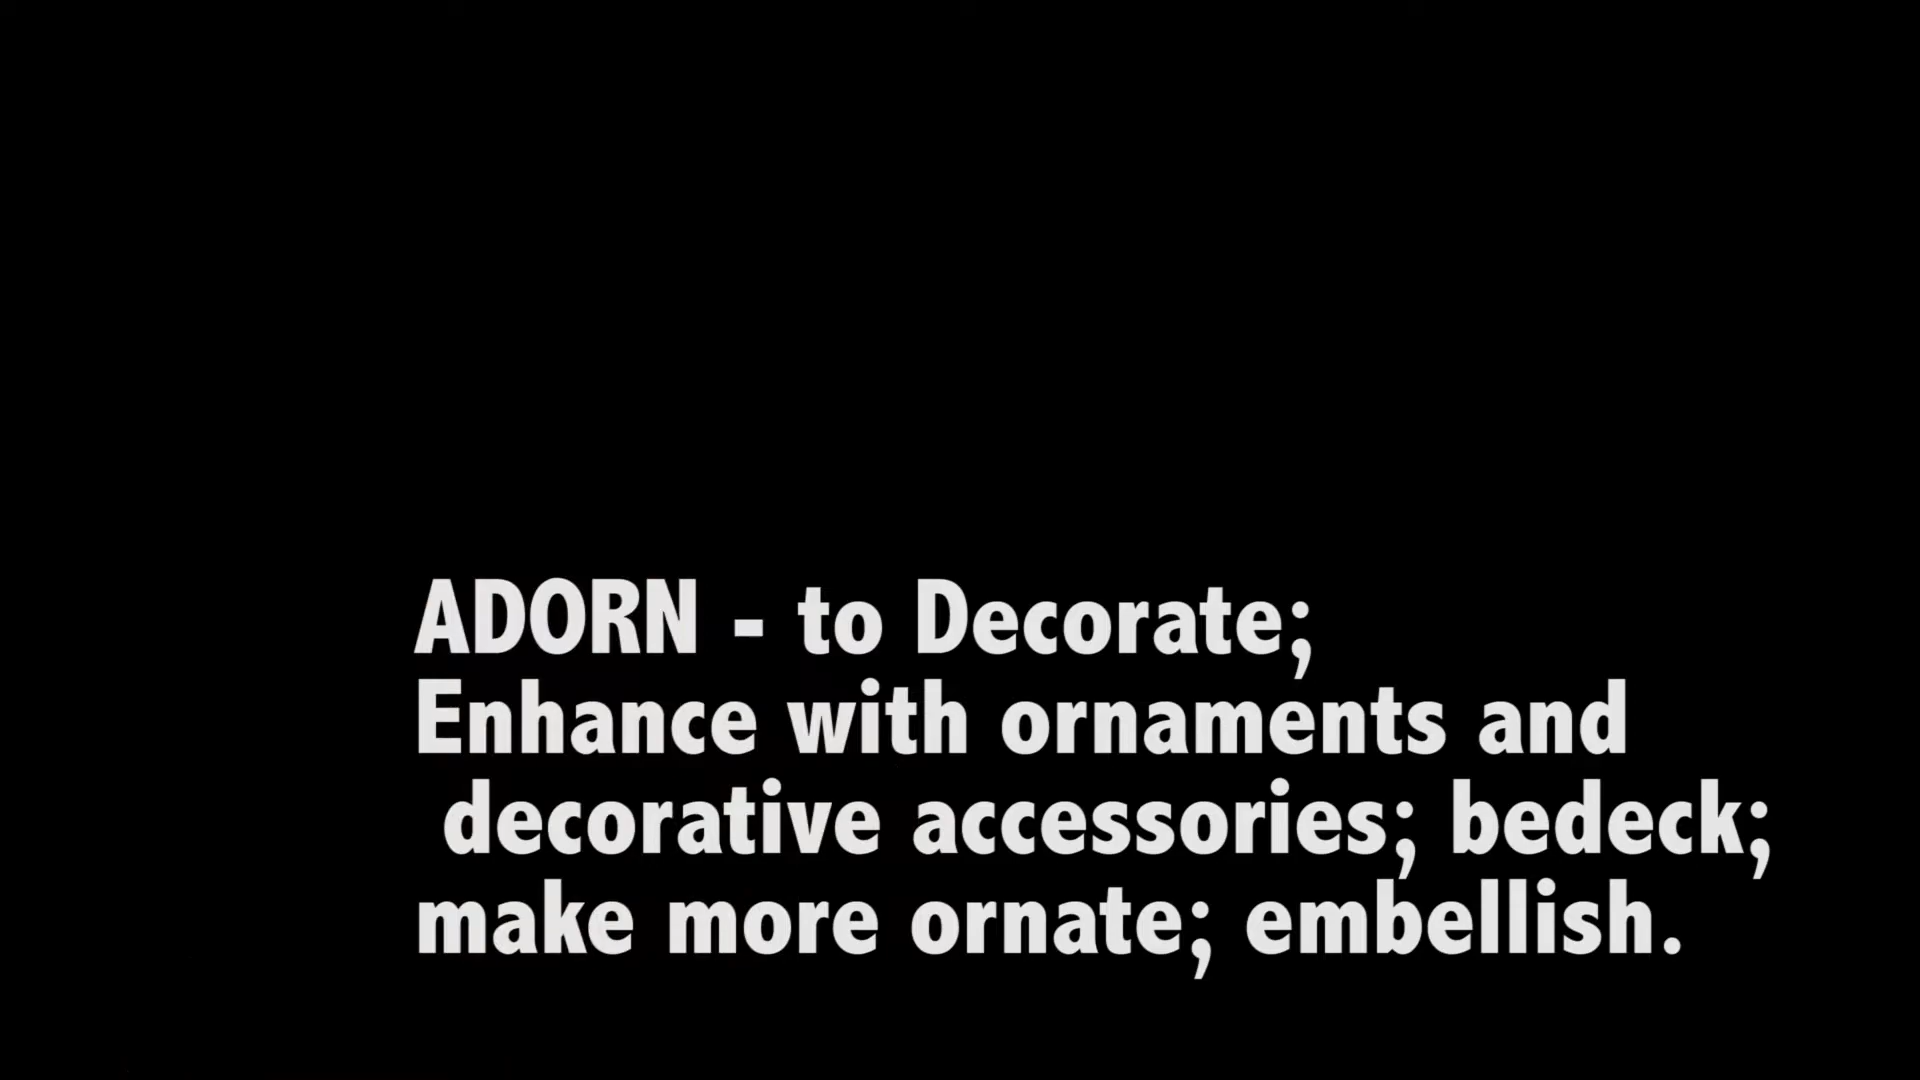 ADORN - to Decorate;
Enhance with ornaments and
decorative accessories; bedeck;
make more ornate; embellish.